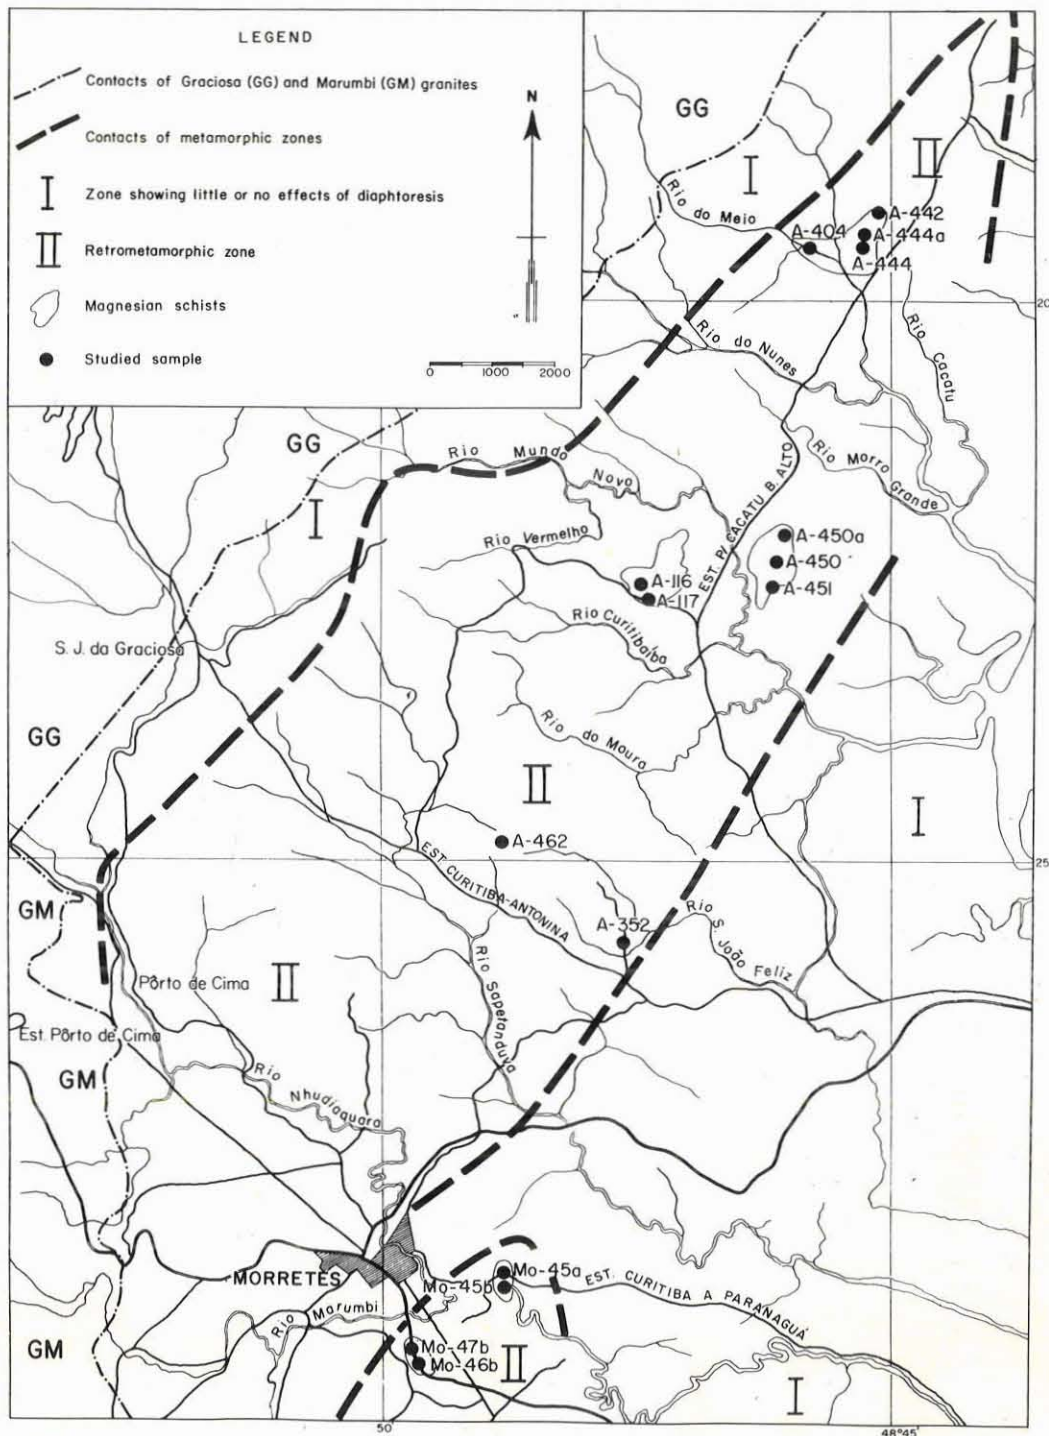 LEGEND
Contacts of Graciosa (GG) and Marumbi (GM) granites
Contacts of metamorphic zones
I Zone showing little or no effects of diaphtoresis
II Retrometamorphic zone
Magnesian schists
Studied sample
N
0 1000 2000
GG
I
II
Rio do Meio
A-442
A-404
A-444a
A-444
20
Rio do Nunes
Rio Cacatu
GG
Rio Mundo Novo
Rio Morro Grande
I
EST. P/ CACATU B. ALTO
Rio Vermelho
A-450a
A-450
A-451
A-116
A-117
Rio Curitibaíba
S. J. da Graciosa
GG
Rio do Moura
II
I
A-462
EST. CURITIBA-ANTONINA
25
GM
A-352
Rio S. João Feliz
Pôrto de Cima
II
Rio Sapetanduva
Est. Pôrto de Cima
GM
Rio Nhudiaquara
MORRETES
Mo-45a
Mo-45b
EST. CURITIBA A PARANAGUÁ
Rio Marumbi
GM
Mo-47b
Mo-46b
II
I
50'
48°45'